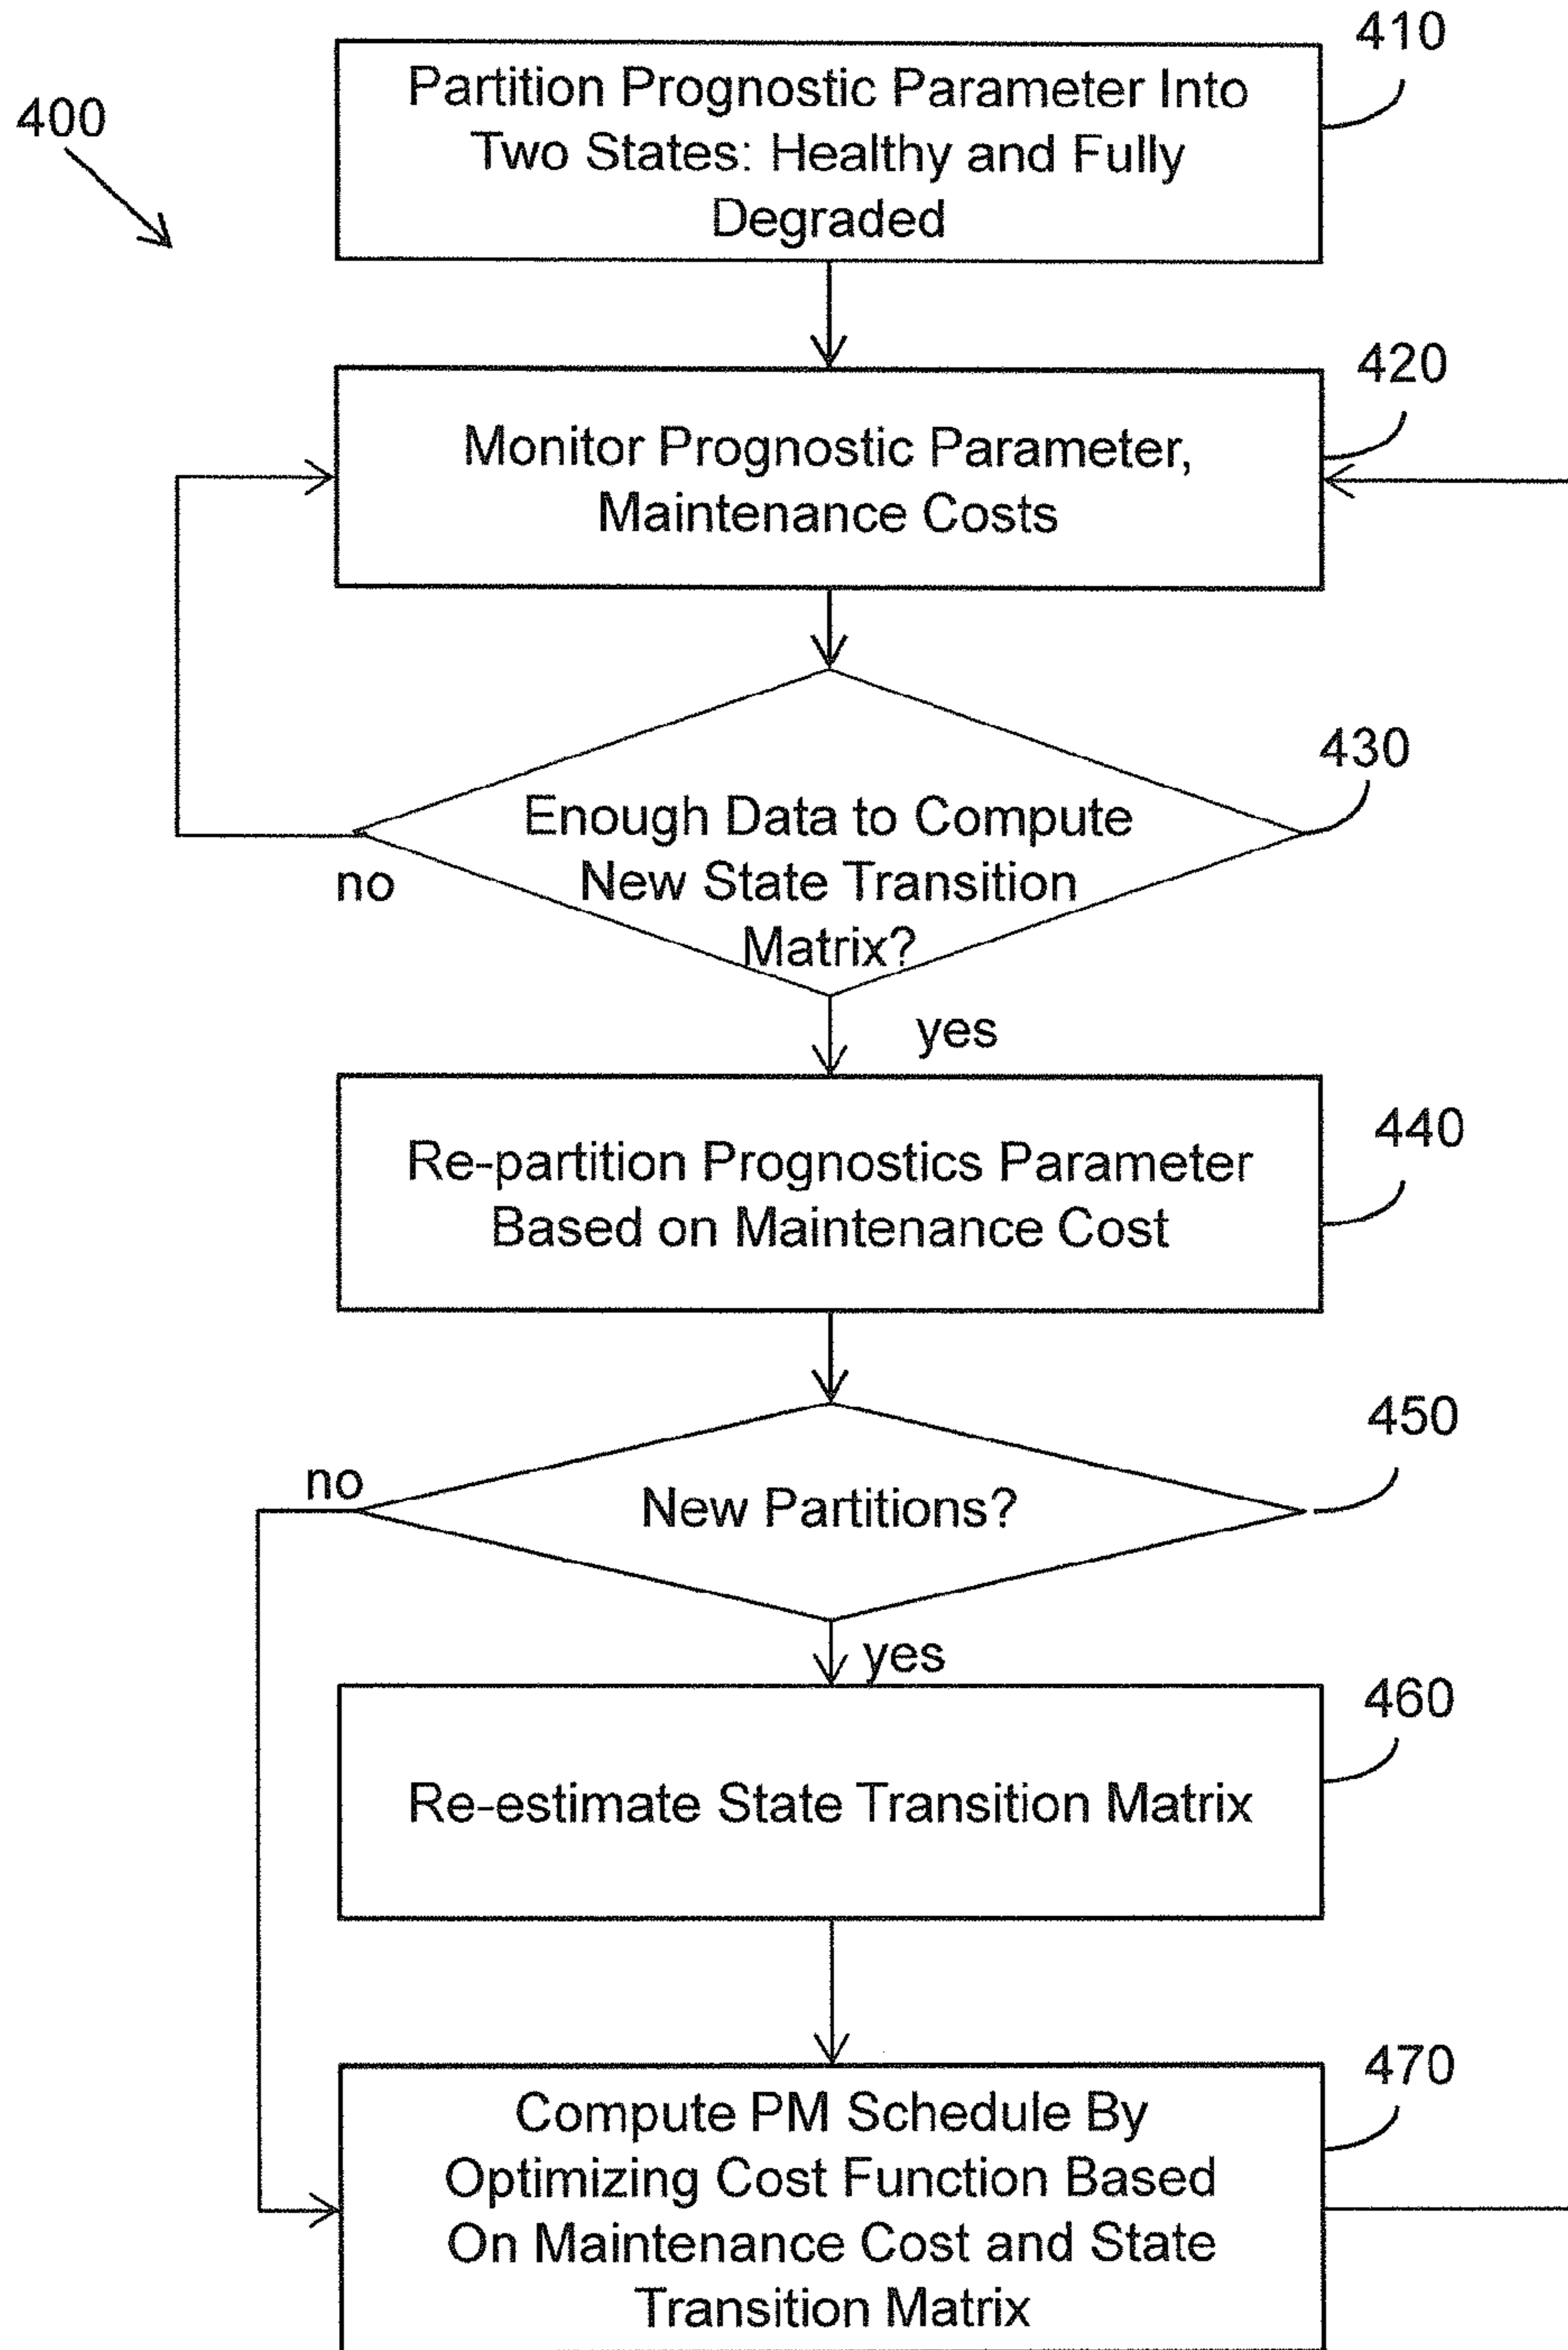 410
Partition Prognostic Parameter Into
Two States: Healthy and Fully
Degraded
400
420
Monitor Prognostic Parameter,
Maintenance Costs
430
Enough Data to Compute
New State Transition
Matrix?
no
yes
440
Re-partition Prognostics Parameter
Based on Maintenance Cost
450
no
New Partitions?
yes
460
Re-estimate State Transition Matrix
470
Compute PM Schedule By
Optimizing Cost Function Based
On Maintenance Cost and State
Transition Matrix